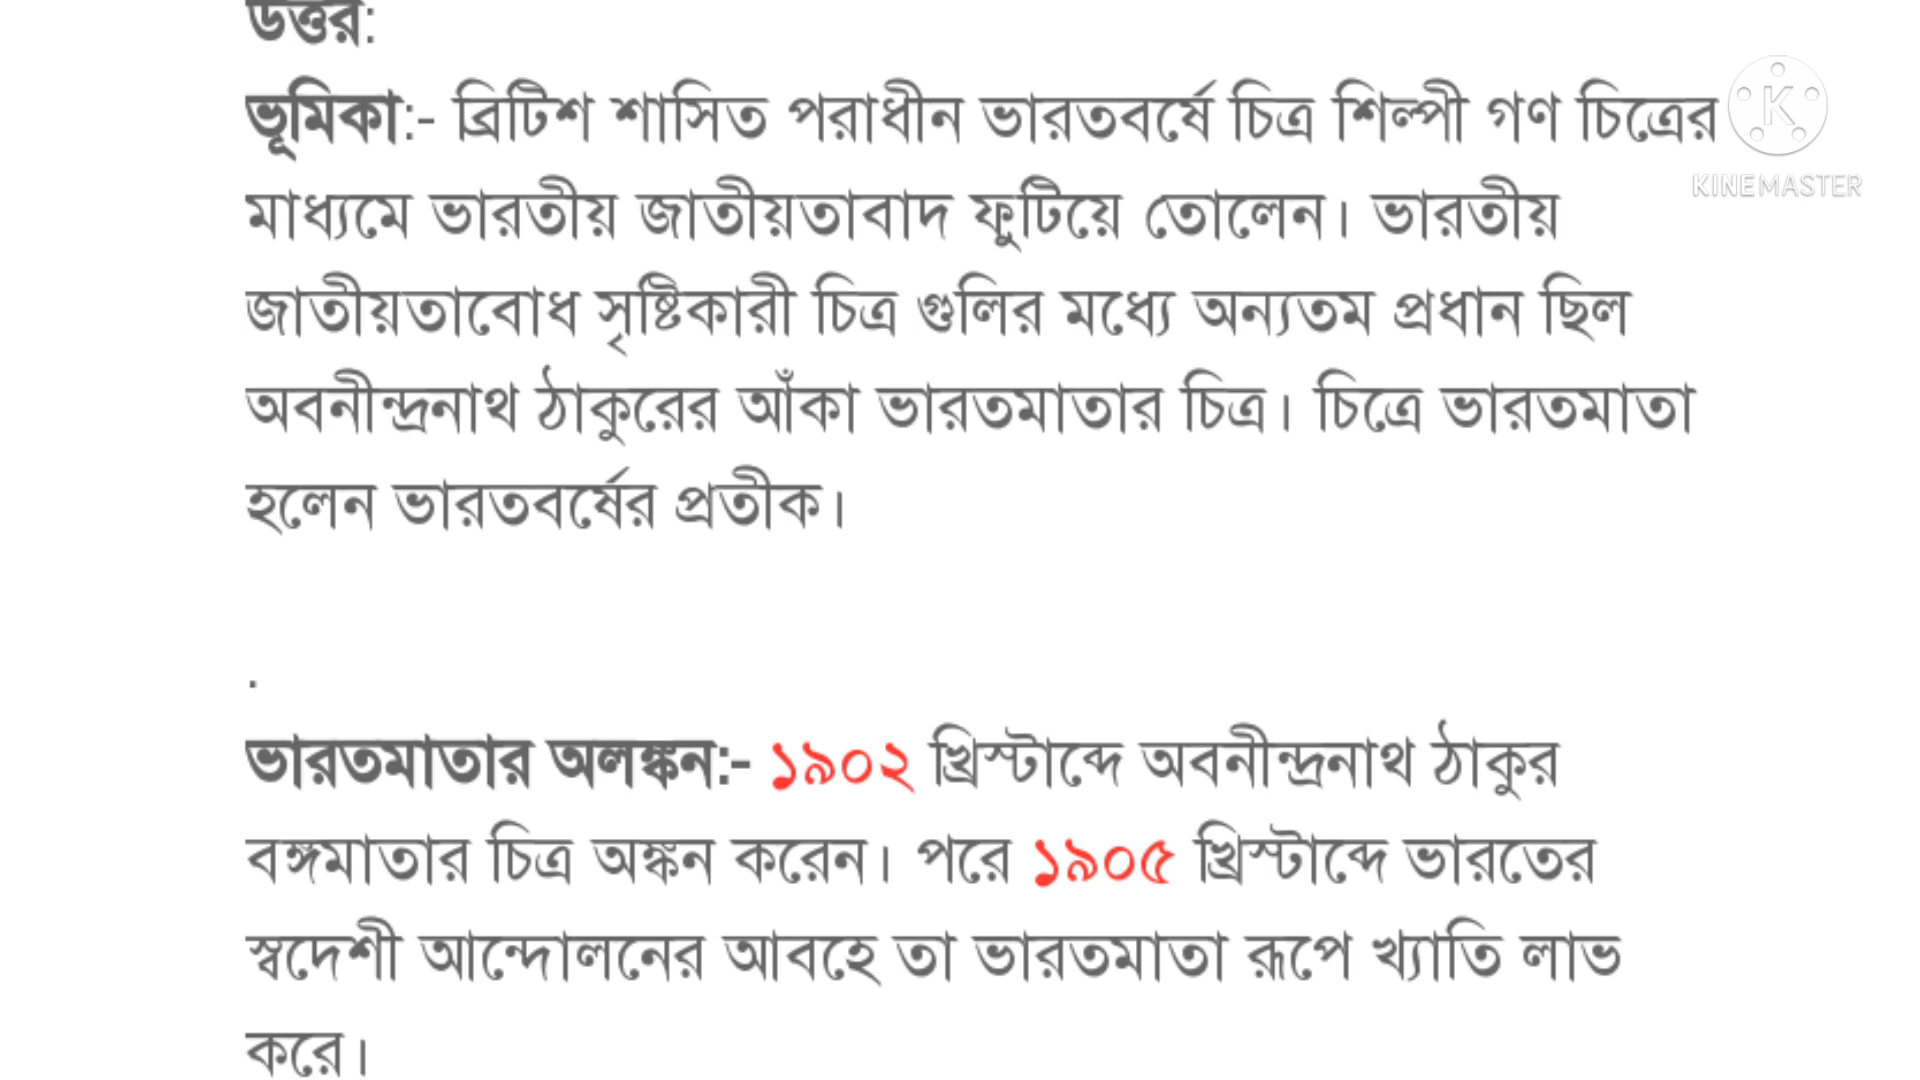 উত্তর:
ভূমিকা:- ব্রিটিশ শাসিত পরাধীন ভারতবর্ষে চিত্র শিল্পী গণ চিত্রের
মাধ্যমে ভারতীয় জাতীয়তাবাদ ফুটিয়ে তোলেন। ভারতীয়
জাতীয়তাবোধ সৃষ্টিকারী চিত্র গুলির মধ্যে অন্যতম প্রধান ছিল
অবনীন্দ্রনাথ ঠাকুরের আঁকা ভারতমাতার চিত্র। চিত্রে ভারতমাতা
হলেন ভারতবর্ষের প্রতীক।
.
ভারতমাতার অলঙ্কন:- ১৯০২ খ্রিস্টাব্দে অবনীন্দ্রনাথ ঠাকুর
বঙ্গমাতার চিত্র অঙ্কন করেন। পরে ১৯০৫ খ্রিস্টাব্দে ভারতের
স্বদেশী আন্দোলনের আবহে তা ভারতমাতা রূপে খ্যাতি লাভ
করে।
K
KINEMASTER